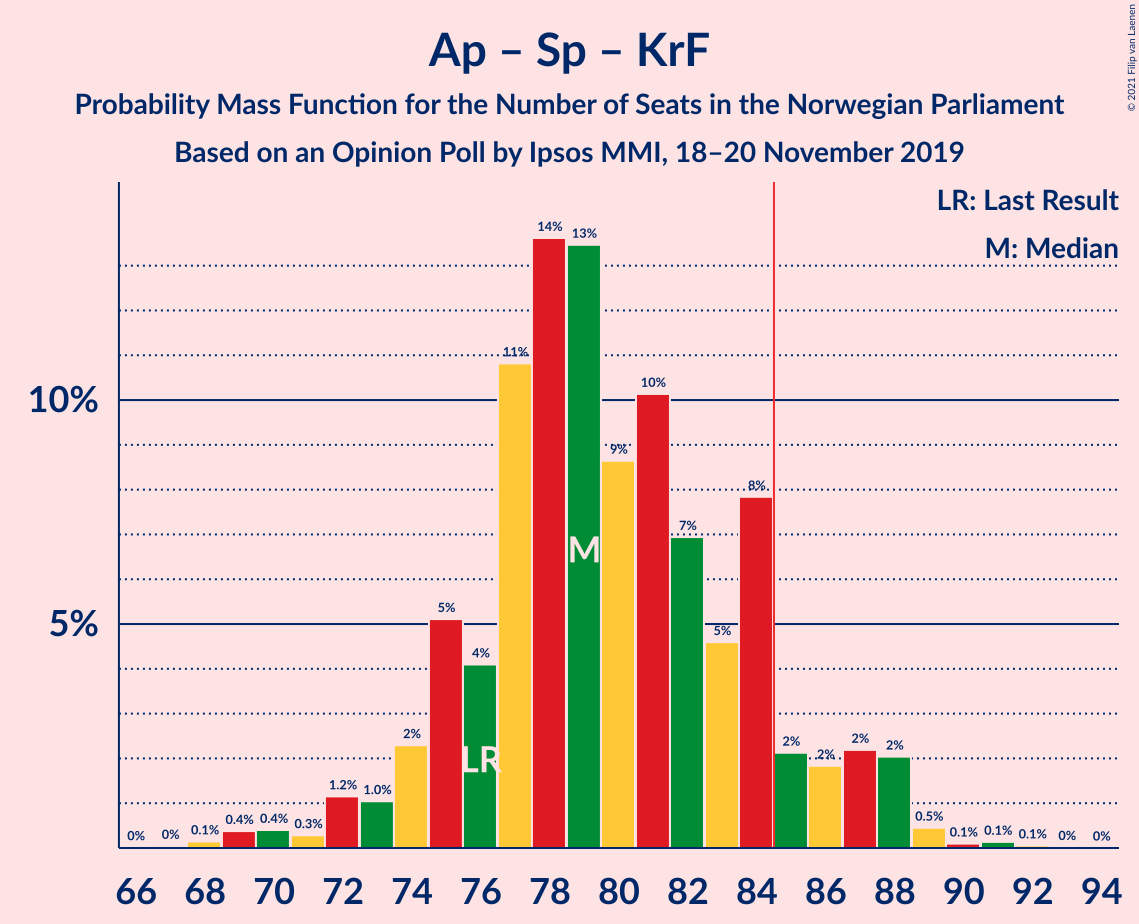 Ap – Sp – KrF
Probability Mass Function for the Number of Seats in the Norwegian Parliament
Based on an Opinion Poll by Ipsos MMI, 18–20 November 2019
© 2021 Filip van Laenen
LR: Last Result
M: Median
10%
5%
0% 0% 0.1% 0.4% 0.4% 0.3% 1.2% 1.0% 2% 5% 4% 11% 14% 13% 9% 10% 7% 5% 8% 2% 2% 2% 2% 0.5% 0.1% 0.1% 0.1% 0% 0%
M
LR
66 68 70 72 74 76 78 80 82 84 86 88 90 92 94